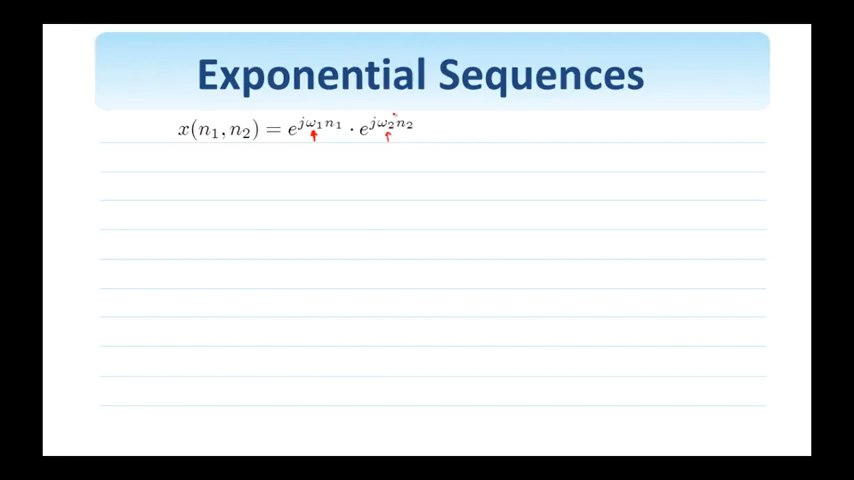 Exponential Sequences
x(n₁, n₂) = e^{jω₁n₁} · e^{jω₂n₂}